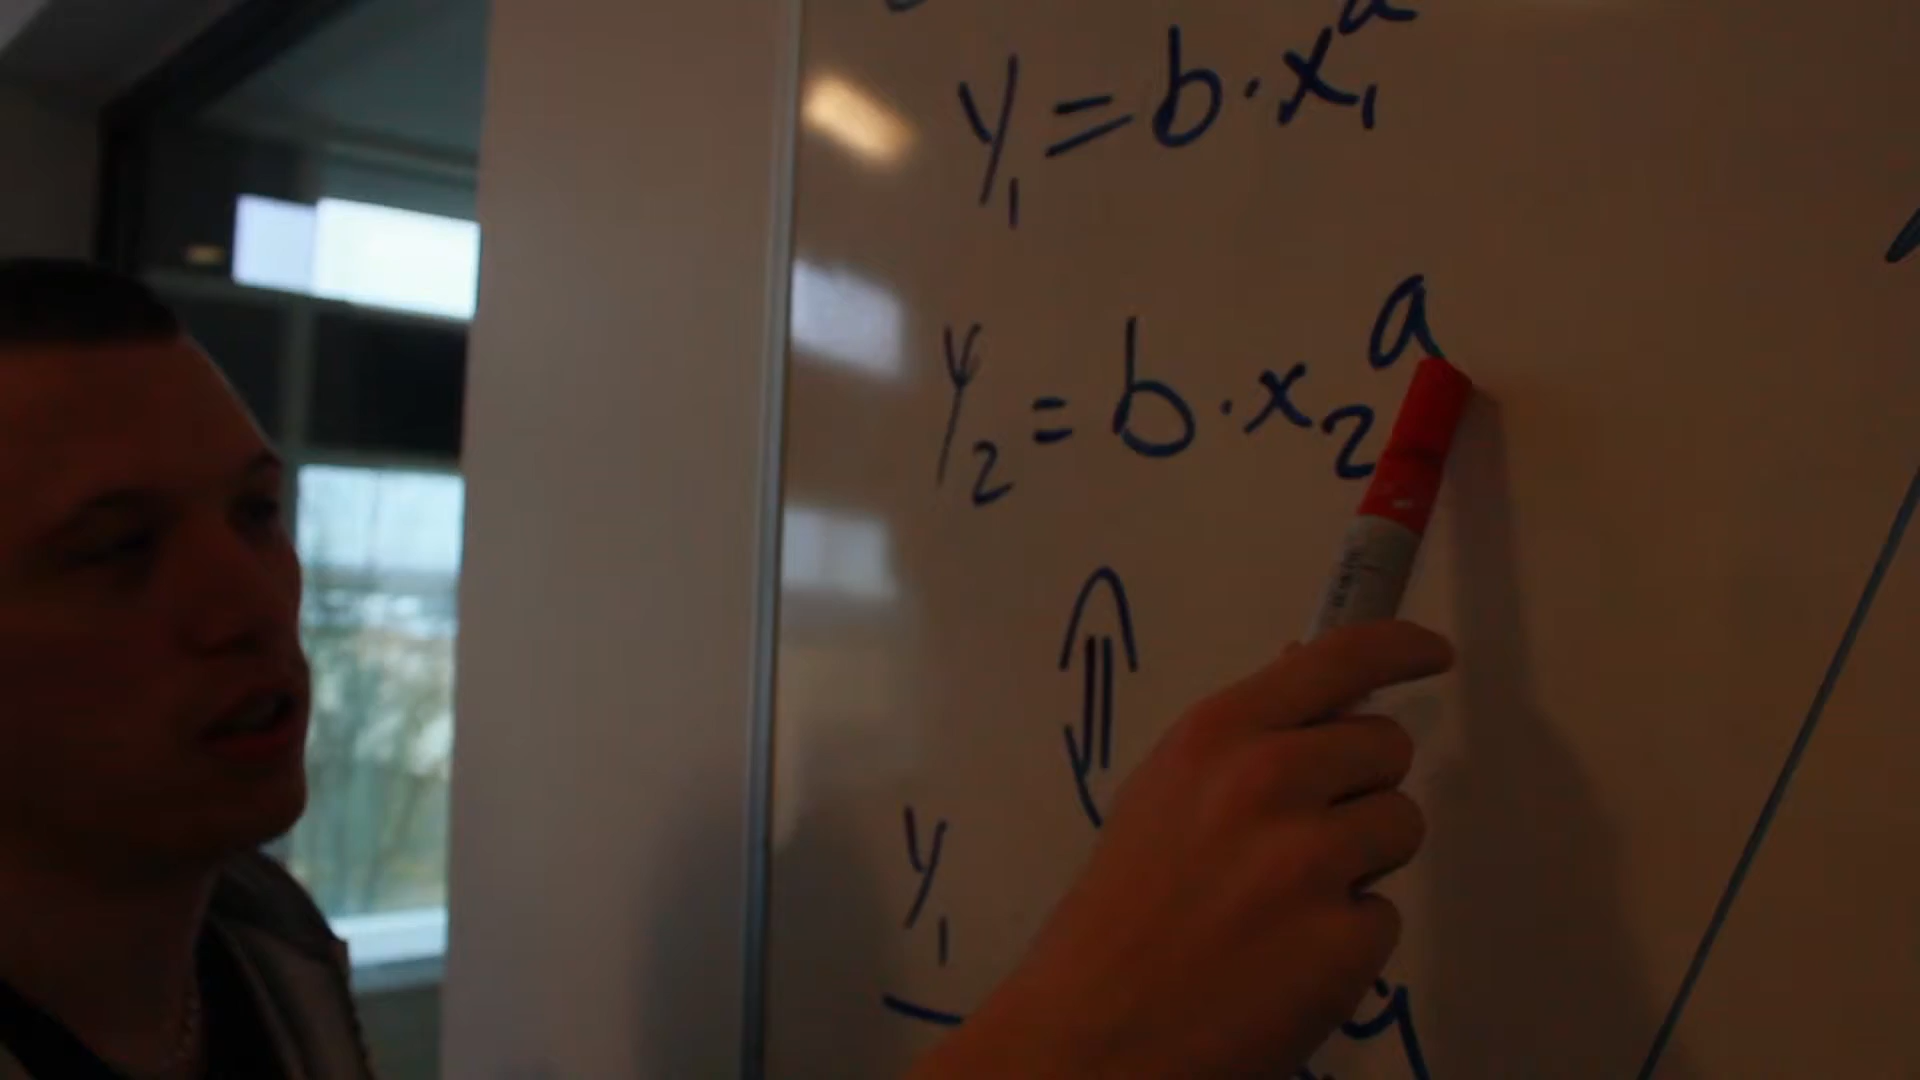 y₁ = b · x₁ᵃ
y₂ = b · x₂ᵃ
⇕
y₁